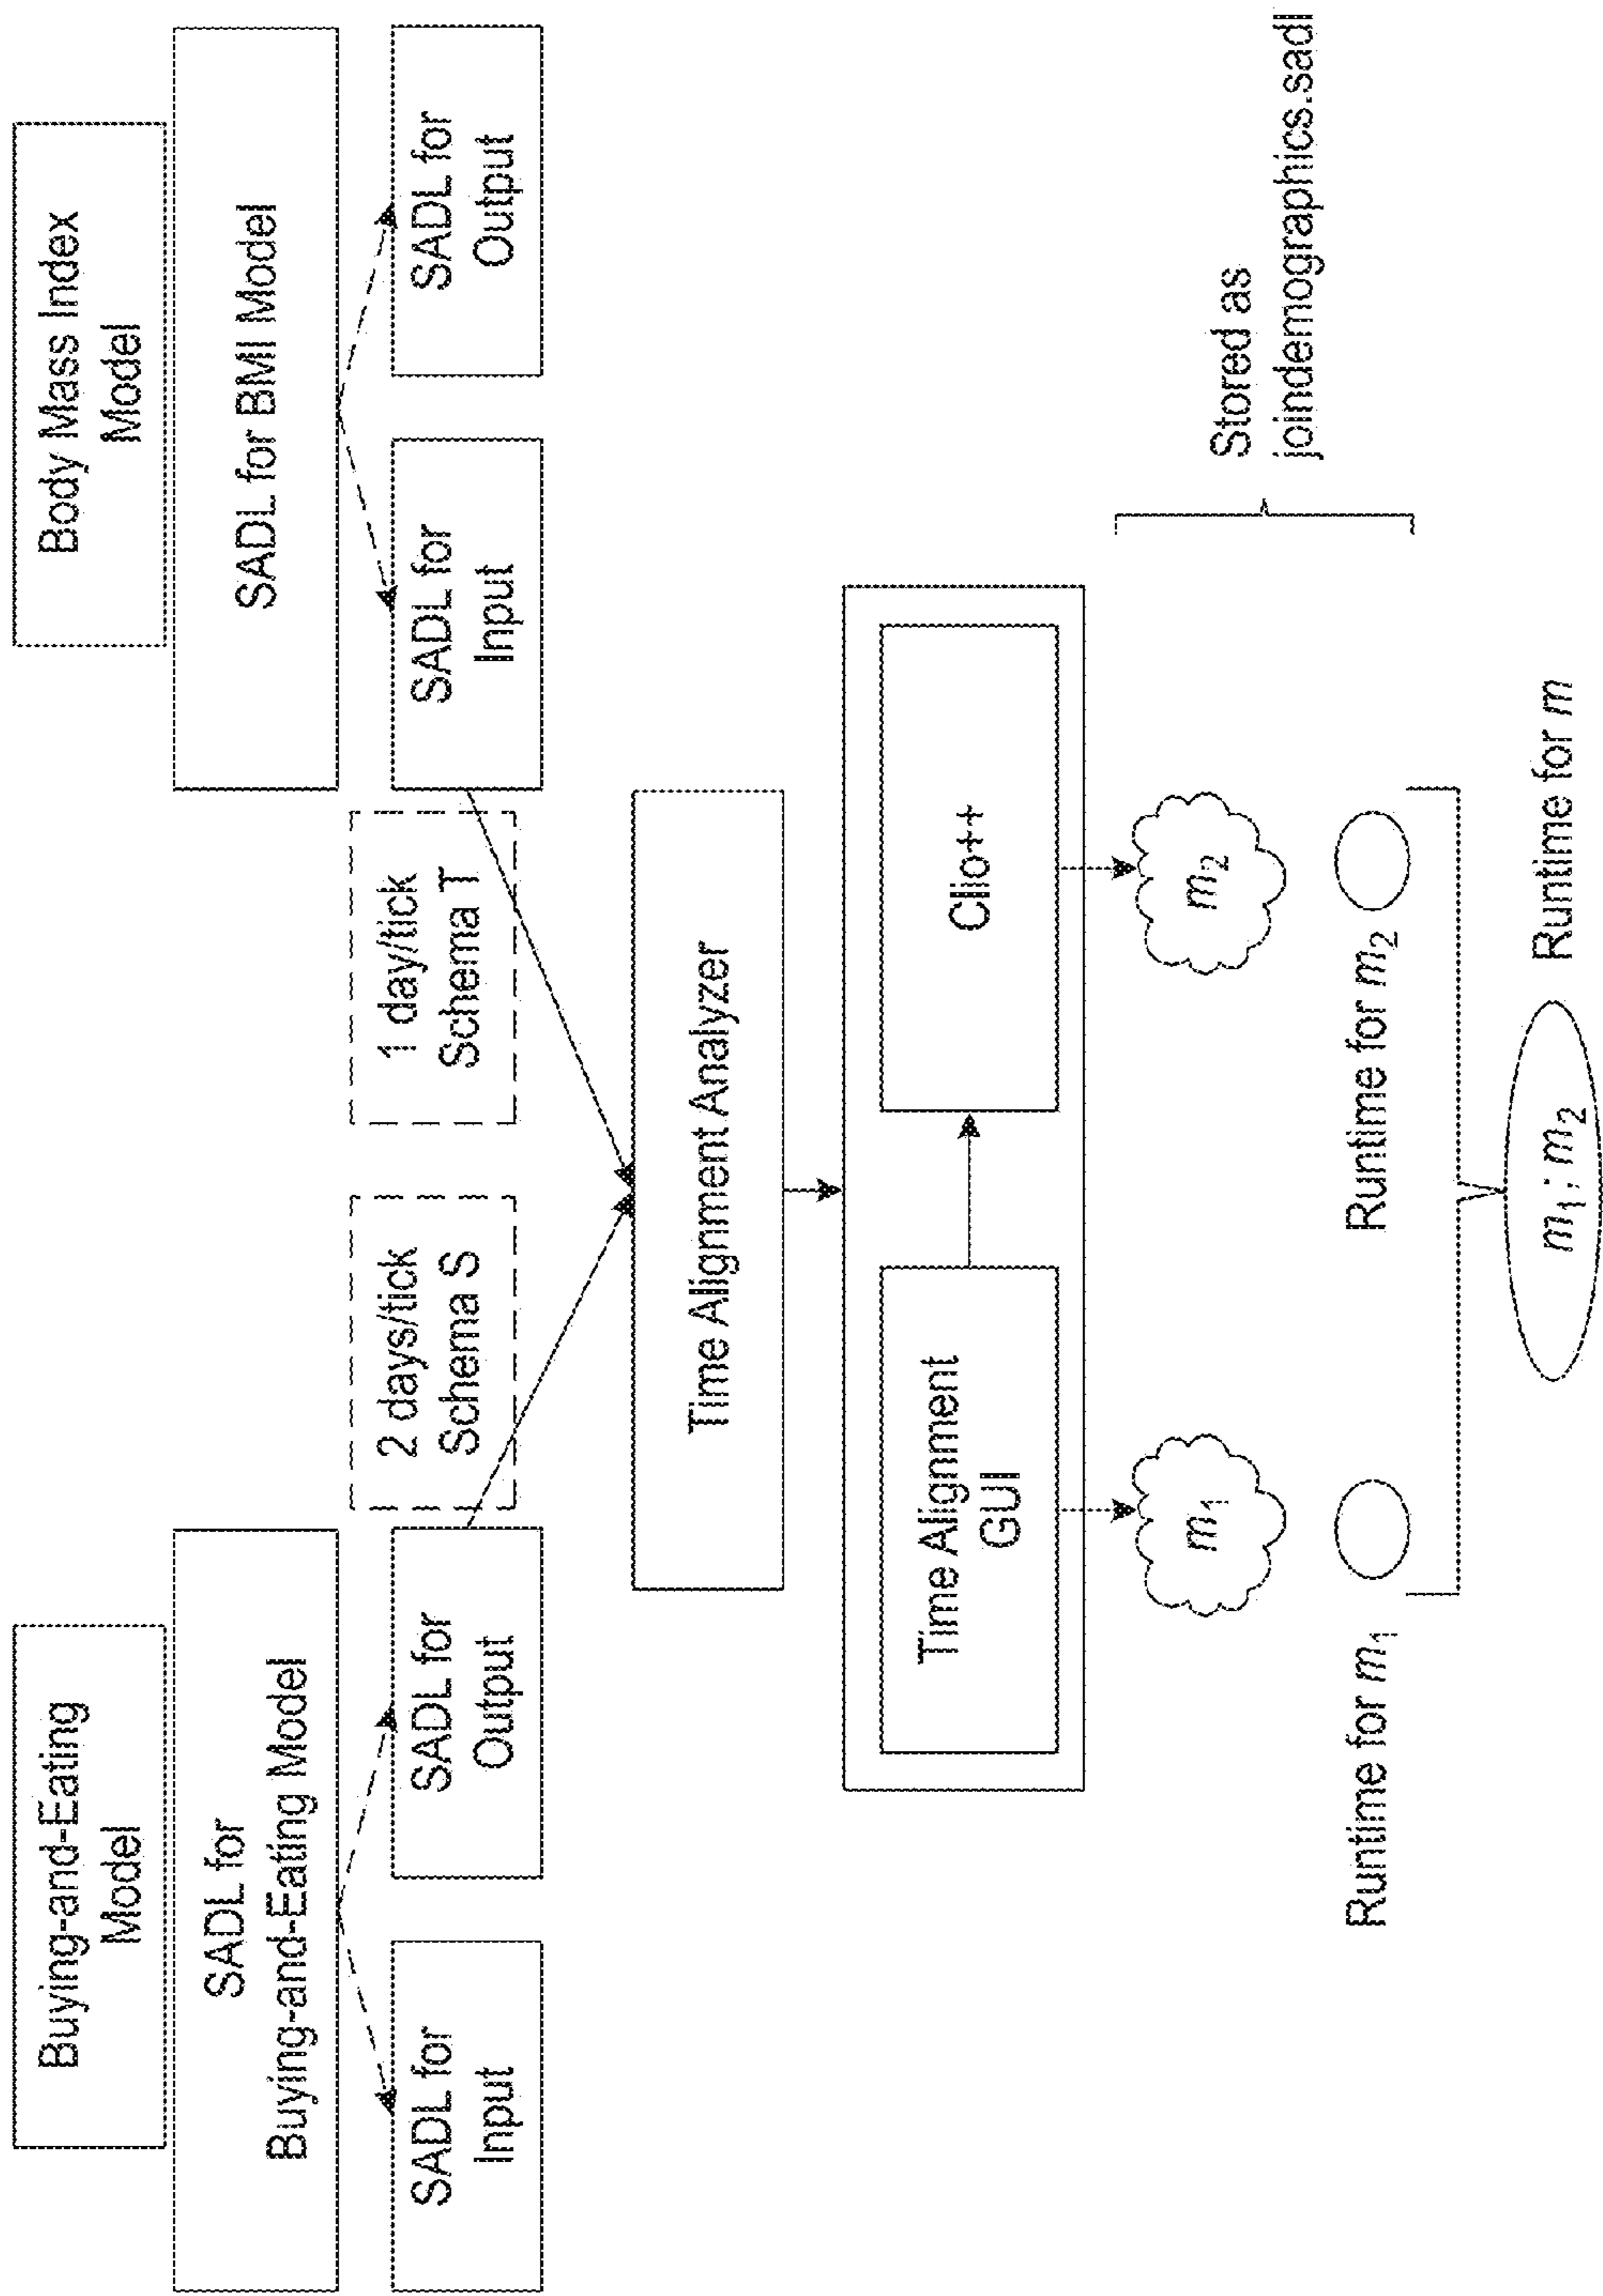 Buying-and-Eating
Model
SADL for
Buying-and-Eating Model
SADL for
Input
SADL for
Output
2 days/tick
Schema S
1 day/tick
Schema T
Body Mass Index
Model
SADL for BMI Model
SADL for
Input
SADL for
Output
Time Alignment Analyzer
Time Alignment
GUI
Clio++
m₁
m₂
Stored as
joindemographics.sadl
Runtime for m₁
Runtime for m₂
m₁; m₂
Runtime for m